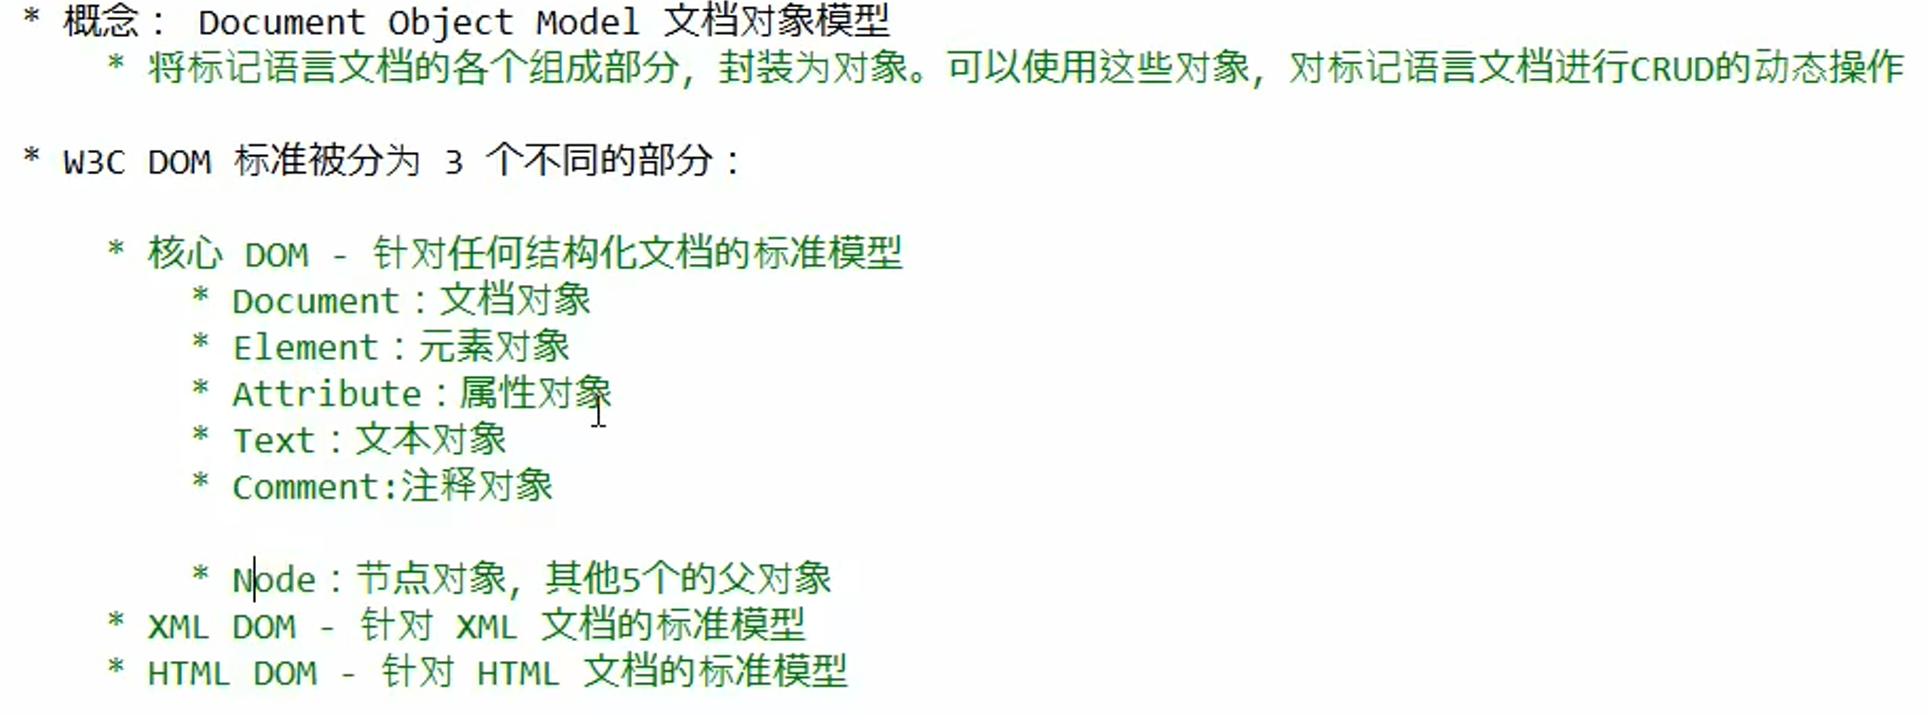 * 概念： Document Object Model 文档对象模型
* 将标记语言文档的各个组成部分，封装为对象。可以使用这些对象，对标记语言文档进行CRUD的动态操作
* W3C DOM 标准被分为 3 个不同的部分：
* 核心 DOM - 针对任何结构化文档的标准模型
* Document：文档对象
* Element：元素对象
* Attribute：属性对象
* Text：文本对象
* Comment:注释对象
* Node：节点对象，其他5个的父对象
* XML DOM - 针对 XML 文档的标准模型
* HTML DOM - 针对 HTML 文档的标准模型